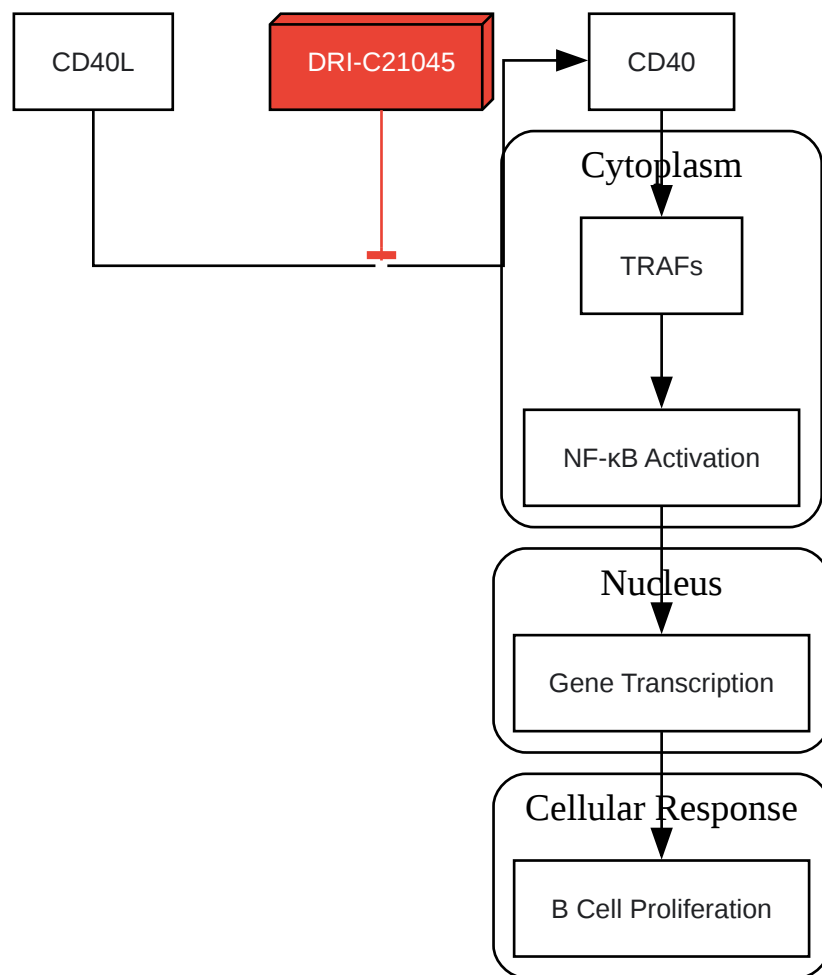 CD40L
DRI-C21045
CD40
Cytoplasm
TRAFs
NF-κB Activation
Nucleus
Gene Transcription
Cellular Response
B Cell Proliferation